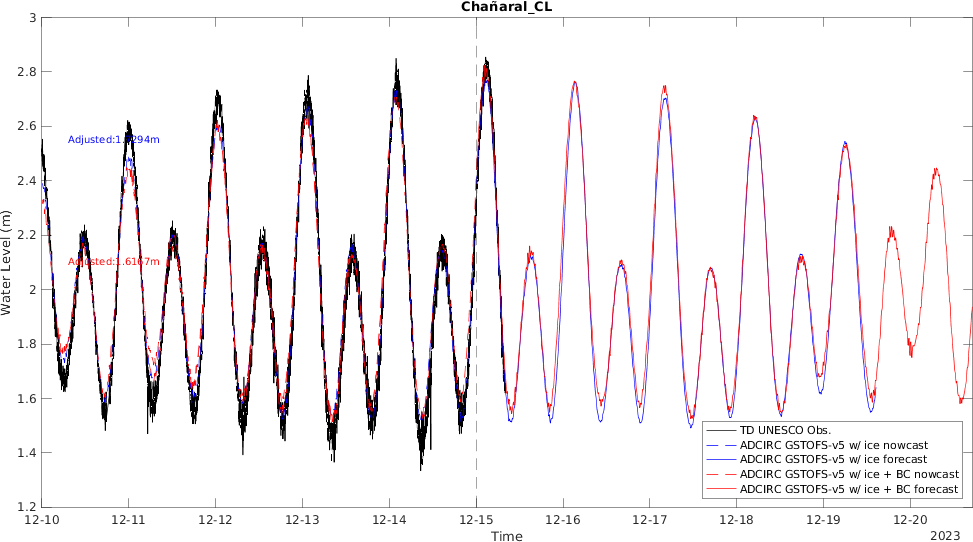 Chañaral_CL
3
2.8
2.6
2.4
2.2
2
1.8
1.6
1.4
1.2
Water Level (m)
Adjusted:1.6294m
Adjusted:1.6167m
TD UNESCO Obs.
ADCIRC GSTOFS-v5 w/ ice nowcast
ADCIRC GSTOFS-v5 w/ ice forecast
ADCIRC GSTOFS-v5 w/ ice + BC nowcast
ADCIRC GSTOFS-v5 w/ ice + BC forecast
12-10 12-11 12-12 12-13 12-14 12-15 12-16 12-17 12-18 12-19 12-20
Time
2023